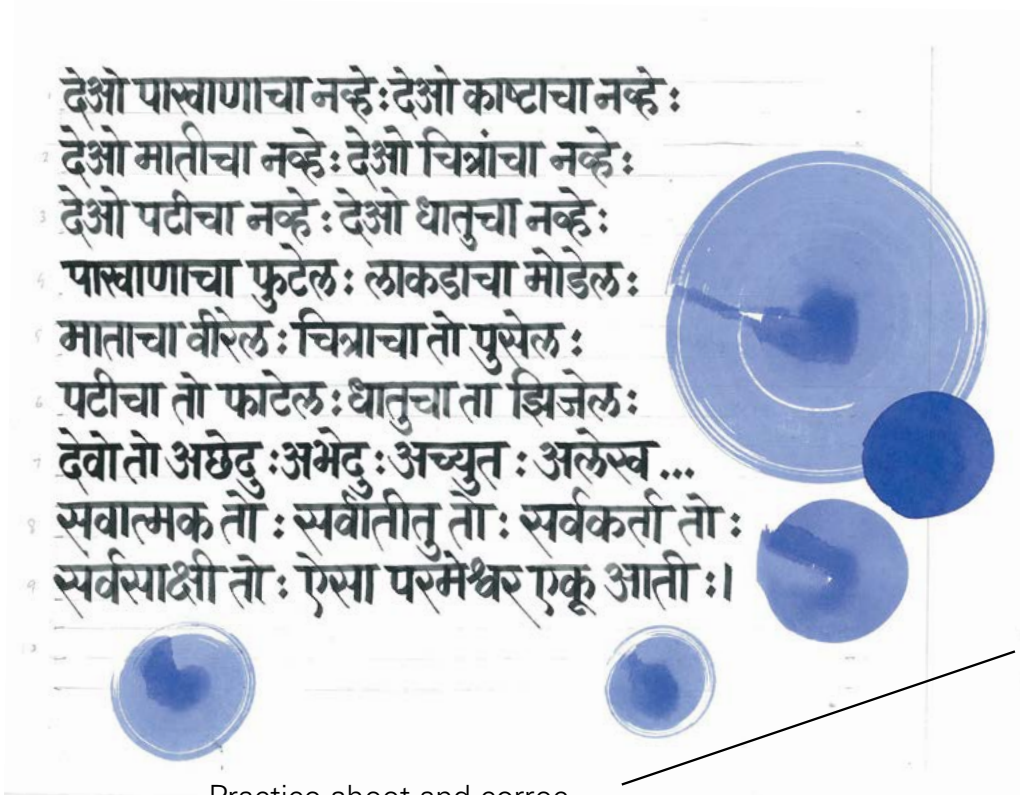 देओ पाखाणाचा नव्हे : देओ काष्टाचा नव्हे :
देओ मातीचा नव्हे : देओ चित्रांचा नव्हे :
देओ पटीचा नव्हे : देओ धातुचा नव्हे :
पाखाणाचा फुटेल : लाकडाचा मोडेल :
माताचा वीरेल : चित्राचा तो पुसेल :
पटीचा तो फाटेल : धातुचा ता झिजेल :
देवो तो अछेदु : अभेदु : अच्युत : अलेख ...
सवात्मक तो : सर्वातीतु तो : सर्वकर्ता तो :
सर्वसाक्षी तो : ऐसा परमेश्वर एकू आती :।
Practice sheet and correc